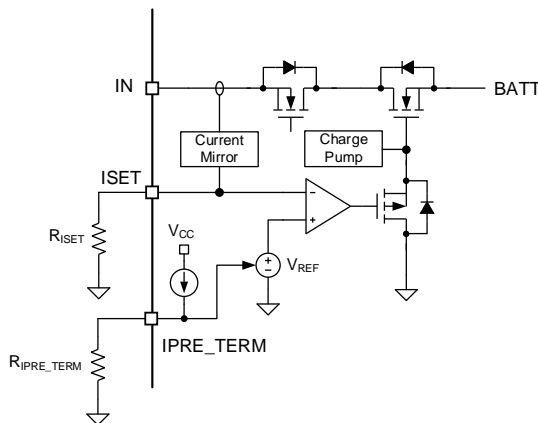 IN
BATT
Current
Mirror
Charge
Pump
ISET
−
+
RISET
VCC
+
−
VREF
IPRE_TERM
RIPRE_TERM